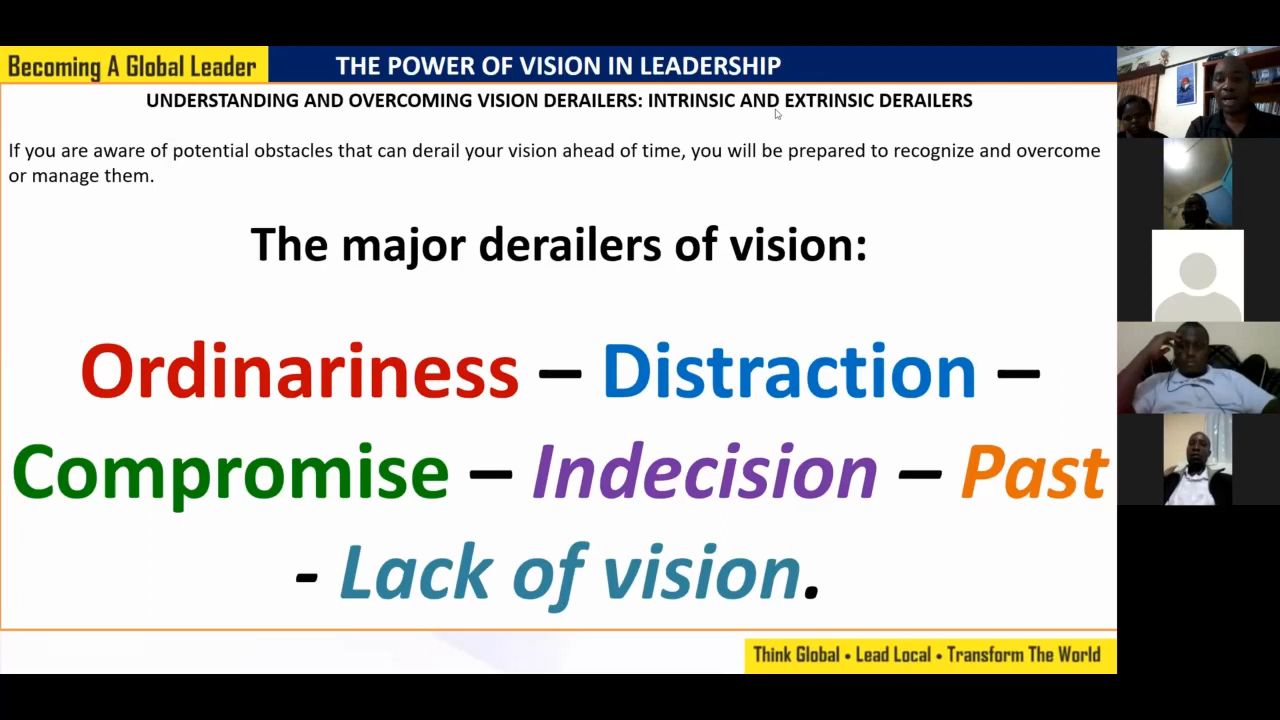 Becoming A Global Leader
THE POWER OF VISION IN LEADERSHIP
UNDERSTANDING AND OVERCOMING VISION DERAILERS: INTRINSIC AND EXTRINSIC DERAILERS
If you are aware of potential obstacles that can derail your vision ahead of time, you will be prepared to recognize and overcome
or manage them.
The major derailers of vision:
Ordinariness – Distraction –
Compromise – Indecision – Past
- Lack of vision.
Think Global • Lead Local • Transform The World